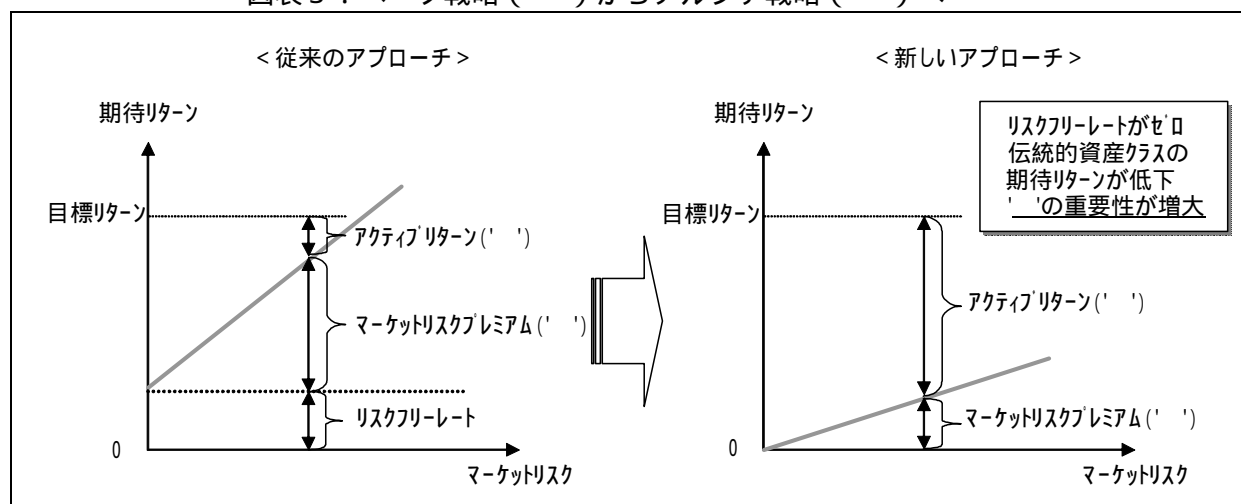 <従来のアプローチ>
<新しいアプローチ>
期待ﾘﾀｰﾝ
期待ﾘﾀｰﾝ
ﾘｽｸﾌﾘｰﾚｰﾄがｾﾞﾛ
伝統的資産ｸﾗｽの
期待ﾘﾀｰﾝが低下
' 'の重要性が増大
目標ﾘﾀｰﾝ
目標ﾘﾀｰﾝ
ｱｸﾃｨﾌﾞﾘﾀｰﾝ(' ')
ｱｸﾃｨﾌﾞﾘﾀｰﾝ(' ')
ﾏｰｹｯﾄﾘｽｸﾌﾟﾚﾐｱﾑ(' ')
ﾘｽｸﾌﾘｰﾚｰﾄ
ﾏｰｹｯﾄﾘｽｸﾌﾟﾚﾐｱﾑ(' ')
0
0
ﾏｰｹｯﾄﾘｽｸ
ﾏｰｹｯﾄﾘｽｸ